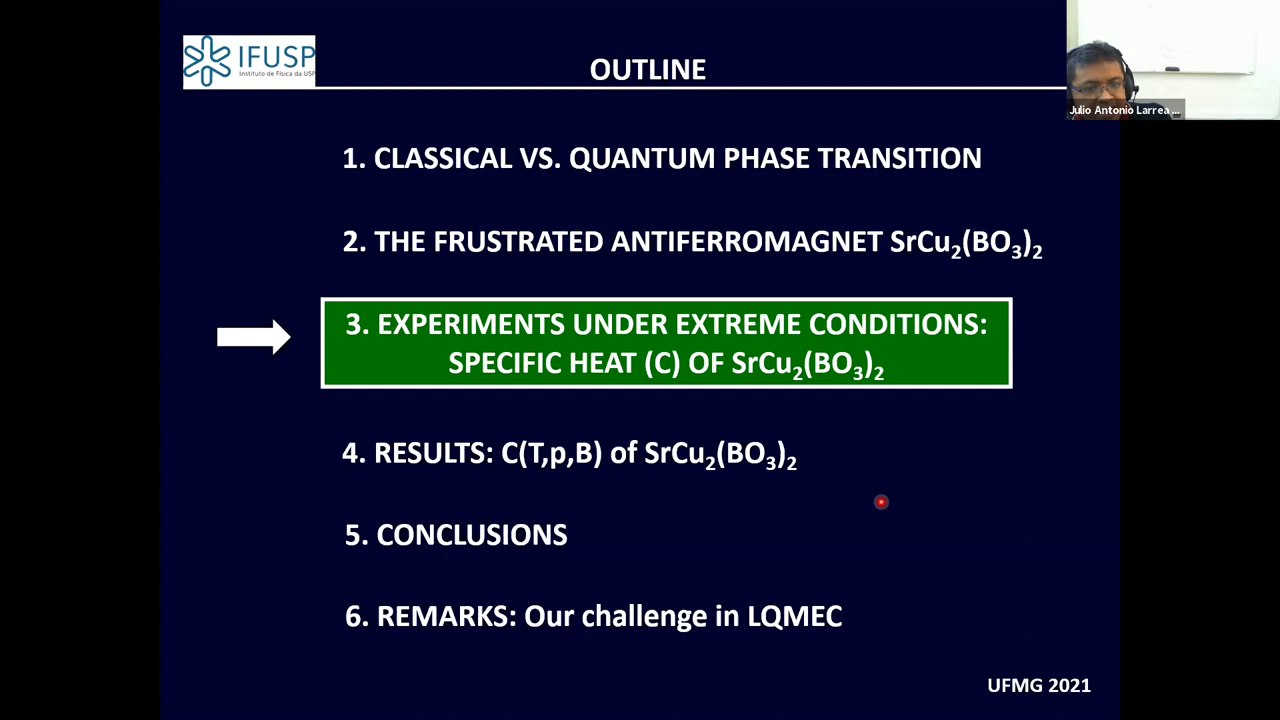 IFUSP
Instituto de Física da USP
OUTLINE
Julio Antonio Larrea ...
1. CLASSICAL VS. QUANTUM PHASE TRANSITION
2. THE FRUSTRATED ANTIFERROMAGNET SrCu₂(BO₃)₂
3. EXPERIMENTS UNDER EXTREME CONDITIONS:
SPECIFIC HEAT (C) OF SrCu₂(BO₃)₂
4. RESULTS: C(T,p,B) of SrCu₂(BO₃)₂
5. CONCLUSIONS
6. REMARKS: Our challenge in LQMEC
UFMG 2021